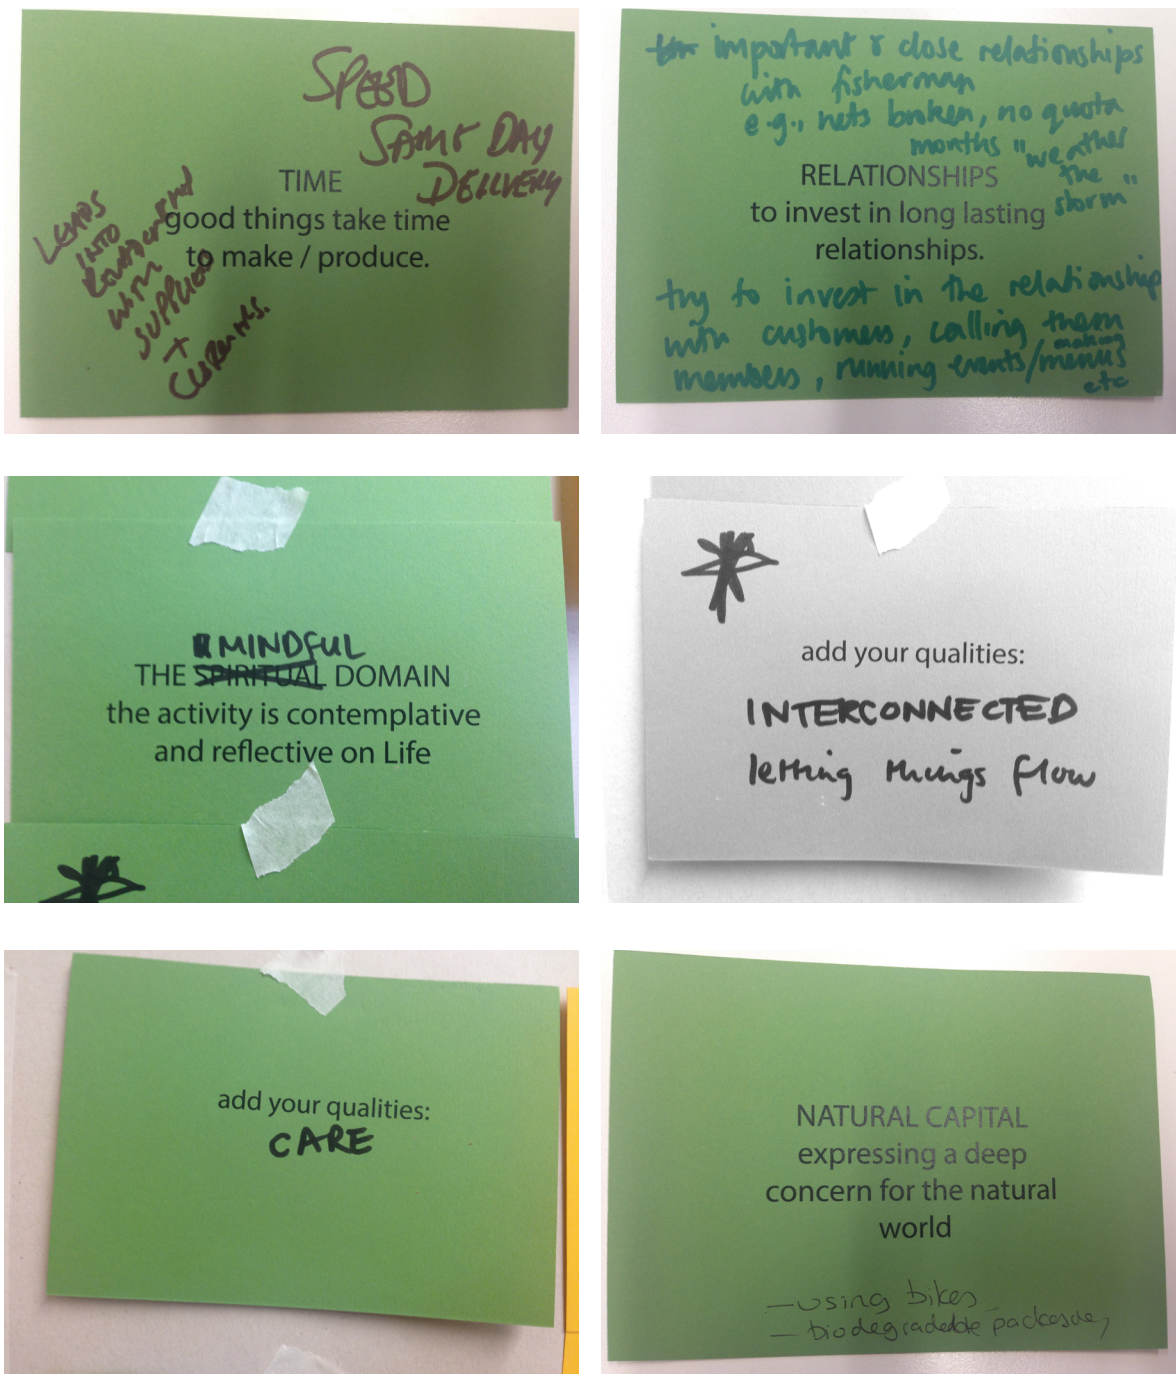 SPEED
SAME DAY
DELIVERY
TIME
good things take time
to make / produce.
LEADS
INTO
RELATIONSHIP
WITH
SUPPLIERS
+
CUSTOMERS.
important & close relationships
with fisherman
e.g., nets broken, no quota
months "weather
the
storm"
RELATIONSHIPS
to invest in long lasting
relationships.
try to invest in the relationship
with customers, calling them
members, running events/making menus
etc
MINDFUL
THE SPIRITUAL DOMAIN
the activity is contemplative
and reflective on Life
add your qualities:
INTERCONNECTED
letting things flow
add your qualities:
CARE
NATURAL CAPITAL
expressing a deep
concern for the natural
world
- using bikes
- biodegradable packaging